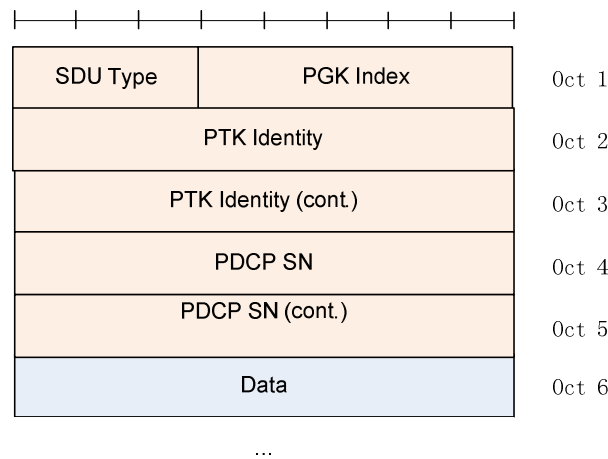 SDU Type PGK Index Oct 1
PTK Identity Oct 2
PTK Identity (cont.) Oct 3
PDCP SN Oct 4
PDCP SN (cont.) Oct 5
Data Oct 6
...